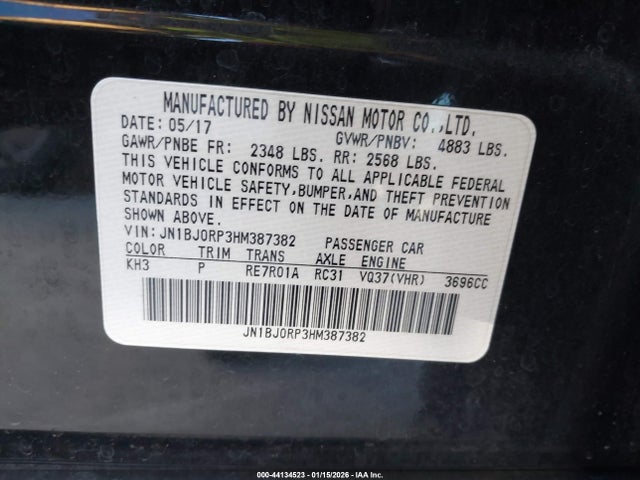 MANUFACTURED BY NISSAN MOTOR CO.,LTD.
DATE: 05/17 GVWR/PNBV: 4883 LBS.
GAWR/PNBE FR: 2348 LBS. RR: 2568 LBS.
THIS VEHICLE CONFORMS TO ALL APPLICABLE FEDERAL
MOTOR VEHICLE SAFETY,BUMPER,AND THEFT PREVENTION
STANDARDS IN EFFECT ON THE DATE OF MANUFACTURE
SHOWN ABOVE.
VIN: JN1BJ0RP3HM387382 PASSENGER CAR
COLOR TRIM TRANS AXLE ENGINE
KH3 P RE7R01A RC31 VQ37(VHR) 3696CC
JN1BJ0RP3HM387382
000-44134523 - 01/15/2026 - IAA Inc.